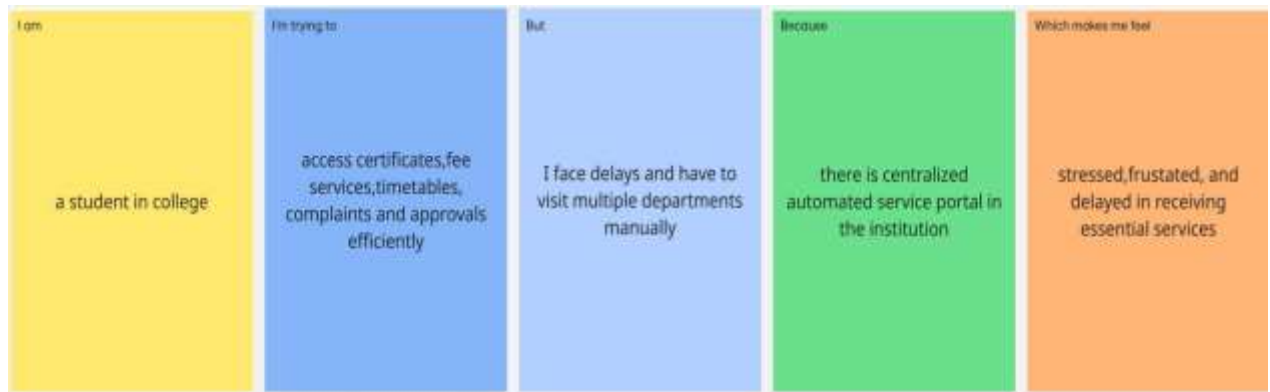 I am
a student in college
I'm trying to
access certificates,fee
services,timetables,
complaints and approvals
efficiently
But
I face delays and have to
visit multiple departments
manually
Because
there is centralized
automated service portal in
the institution
Which makes me feel
stressed,frustated, and
delayed in receiving
essential services